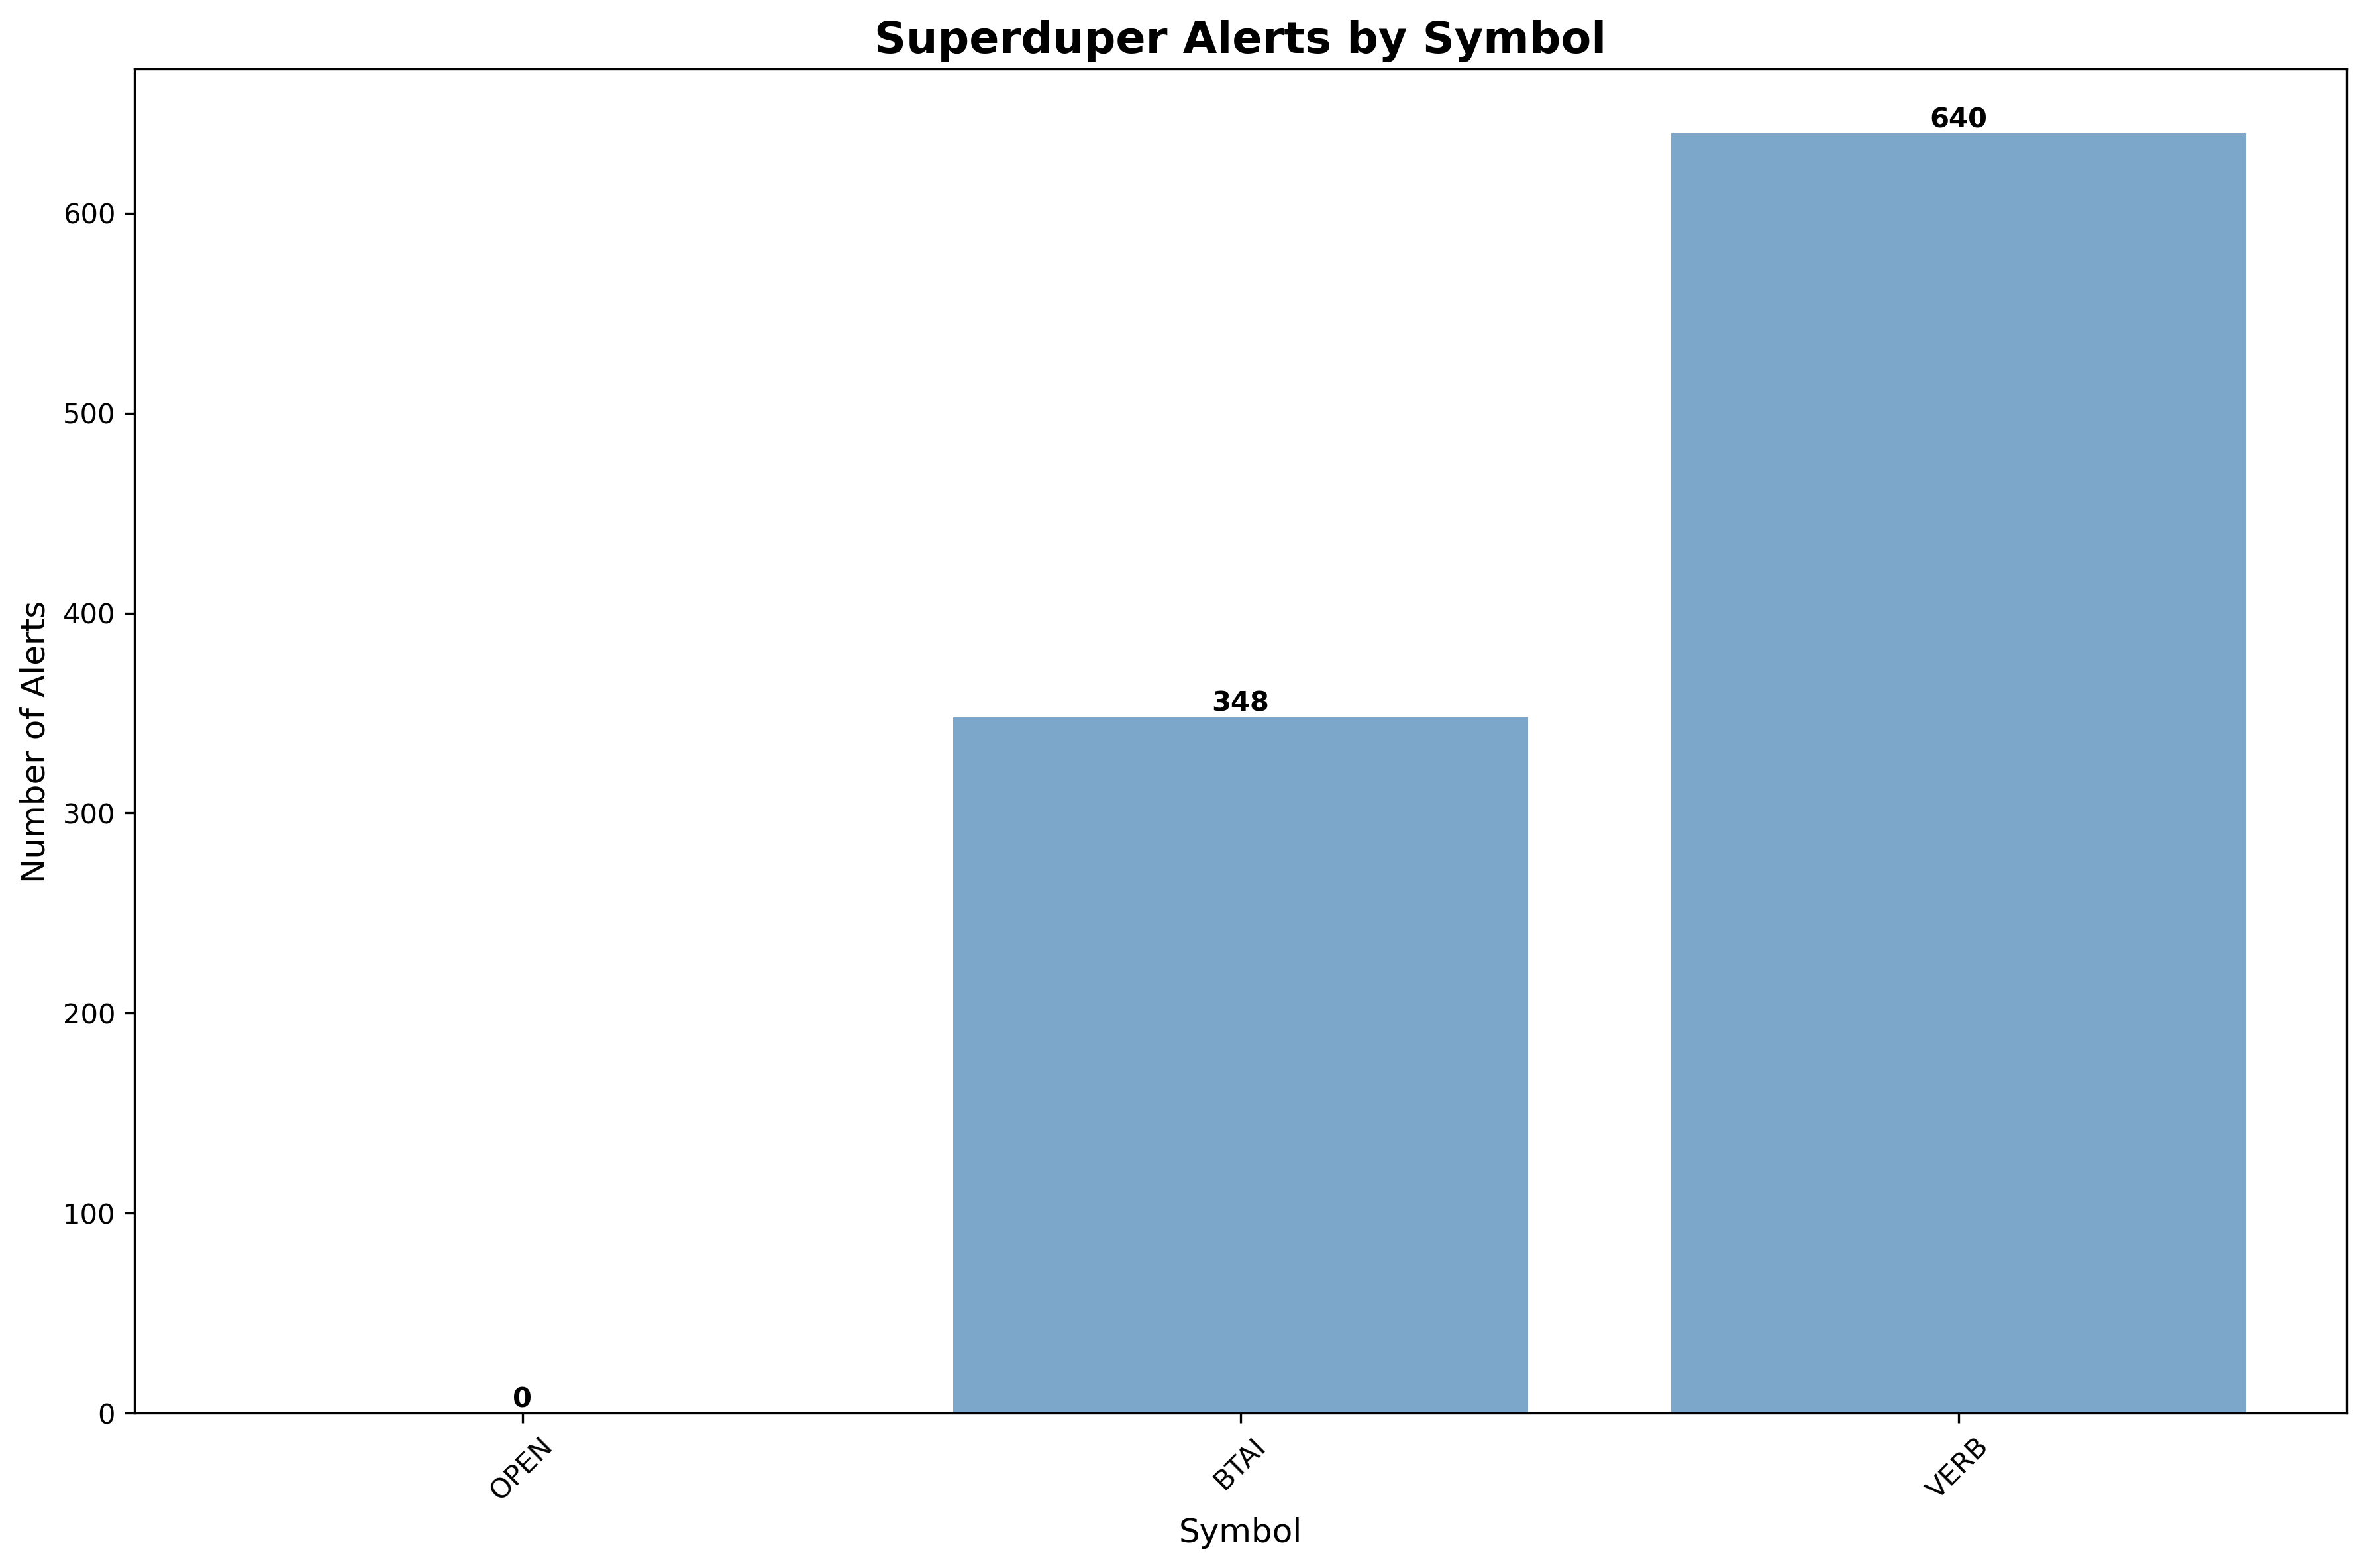 Superduper Alerts by Symbol
640
600
500
400
348
300
200
100
0
0
Number of Alerts
OPEN
BTAI
VERB
Symbol